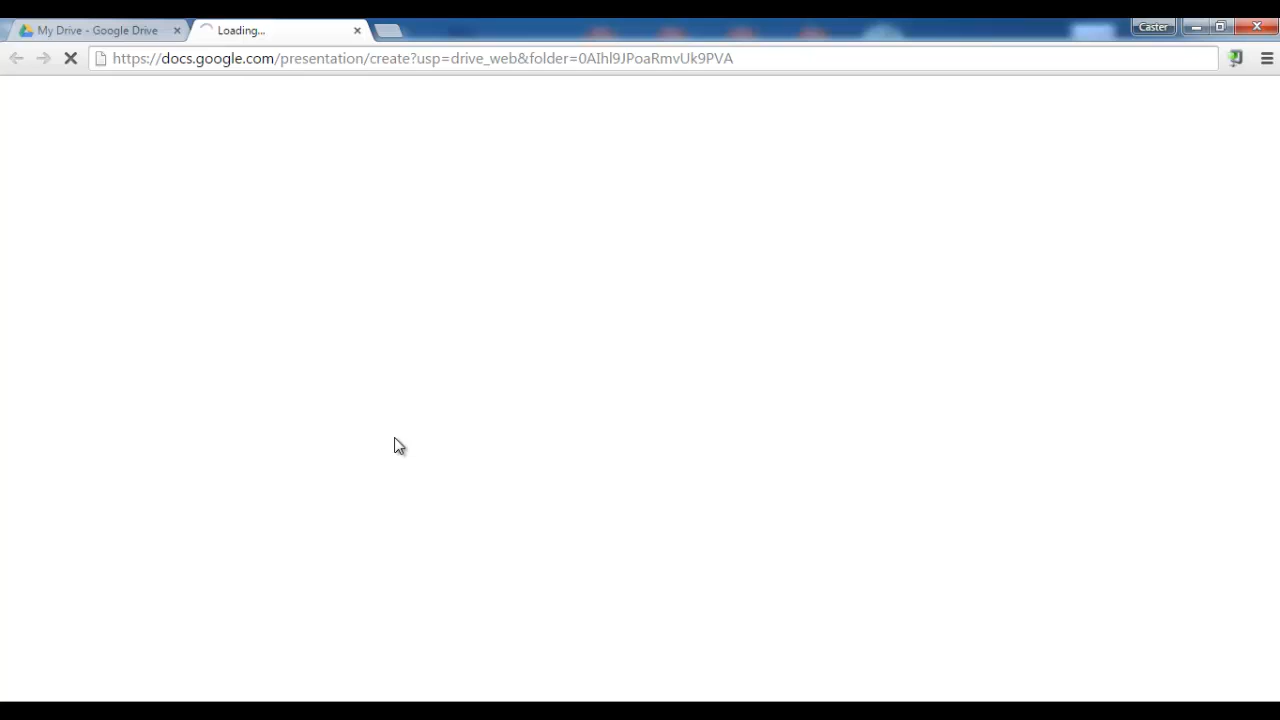 My Drive - Google Drive
Loading...
Caster
https://docs.google.com/presentation/create?usp=drive_web&folder=0AIhl9JPoaRmvUk9PVA